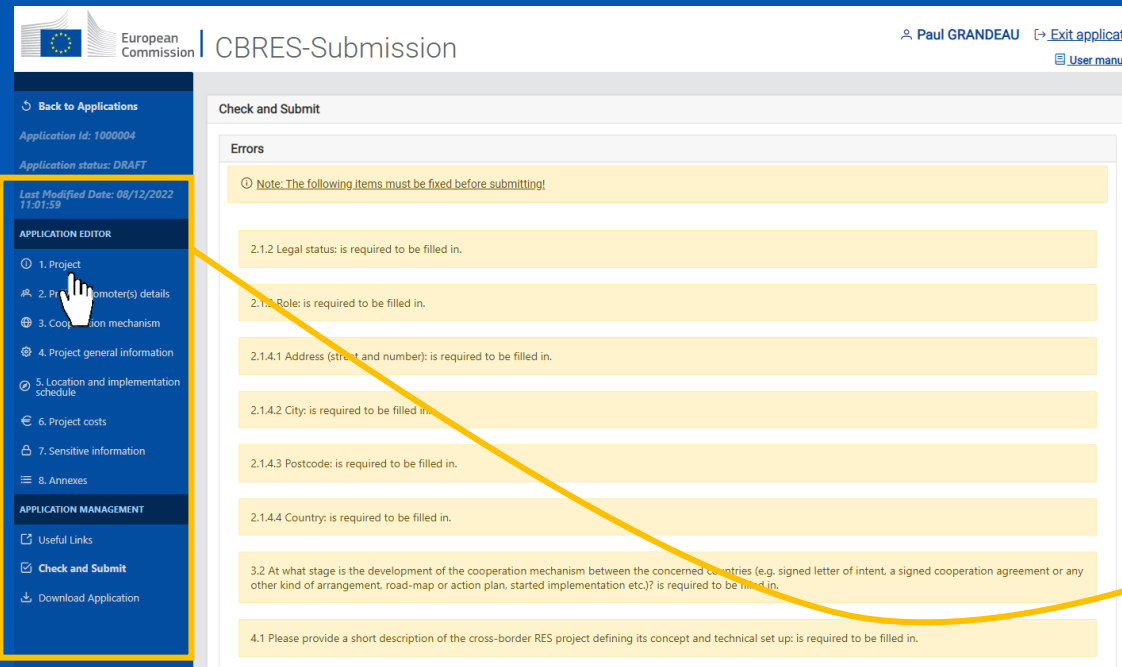 European
Commission
CBRES-Submission
Paul GRANDEAU
Exit applicat
User manu
Back to Applications
Application Id: 1000004
Application status: DRAFT
Last Modified Date: 08/12/2022
11:01:59
APPLICATION EDITOR
1. Project
2. Pr omoter(s) details
3. Coop tion mechanism
4. Project general information
5. Location and implementation
schedule
6. Project costs
7. Sensitive information
8. Annexes
APPLICATION MANAGEMENT
Useful Links
Check and Submit
Download Application
Check and Submit
Errors
Note: The following items must be fixed before submitting!
2.1.2 Legal status: is required to be filled in.
2.1.3 Role: is required to be filled in.
2.1.4.1 Address (street and number): is required to be filled in.
2.1.4.2 City: is required to be filled in.
2.1.4.3 Postcode: is required to be filled in.
2.1.4.4 Country: is required to be filled in.
3.2 At what stage is the development of the cooperation mechanism between the concerned countries (e.g. signed letter of intent, a signed cooperation agreement or any
other kind of arrangement, road-map or action plan, started implementation etc.)? is required to be filled in.
4.1 Please provide a short description of the cross-border RES project defining its concept and technical set up: is required to be filled in.